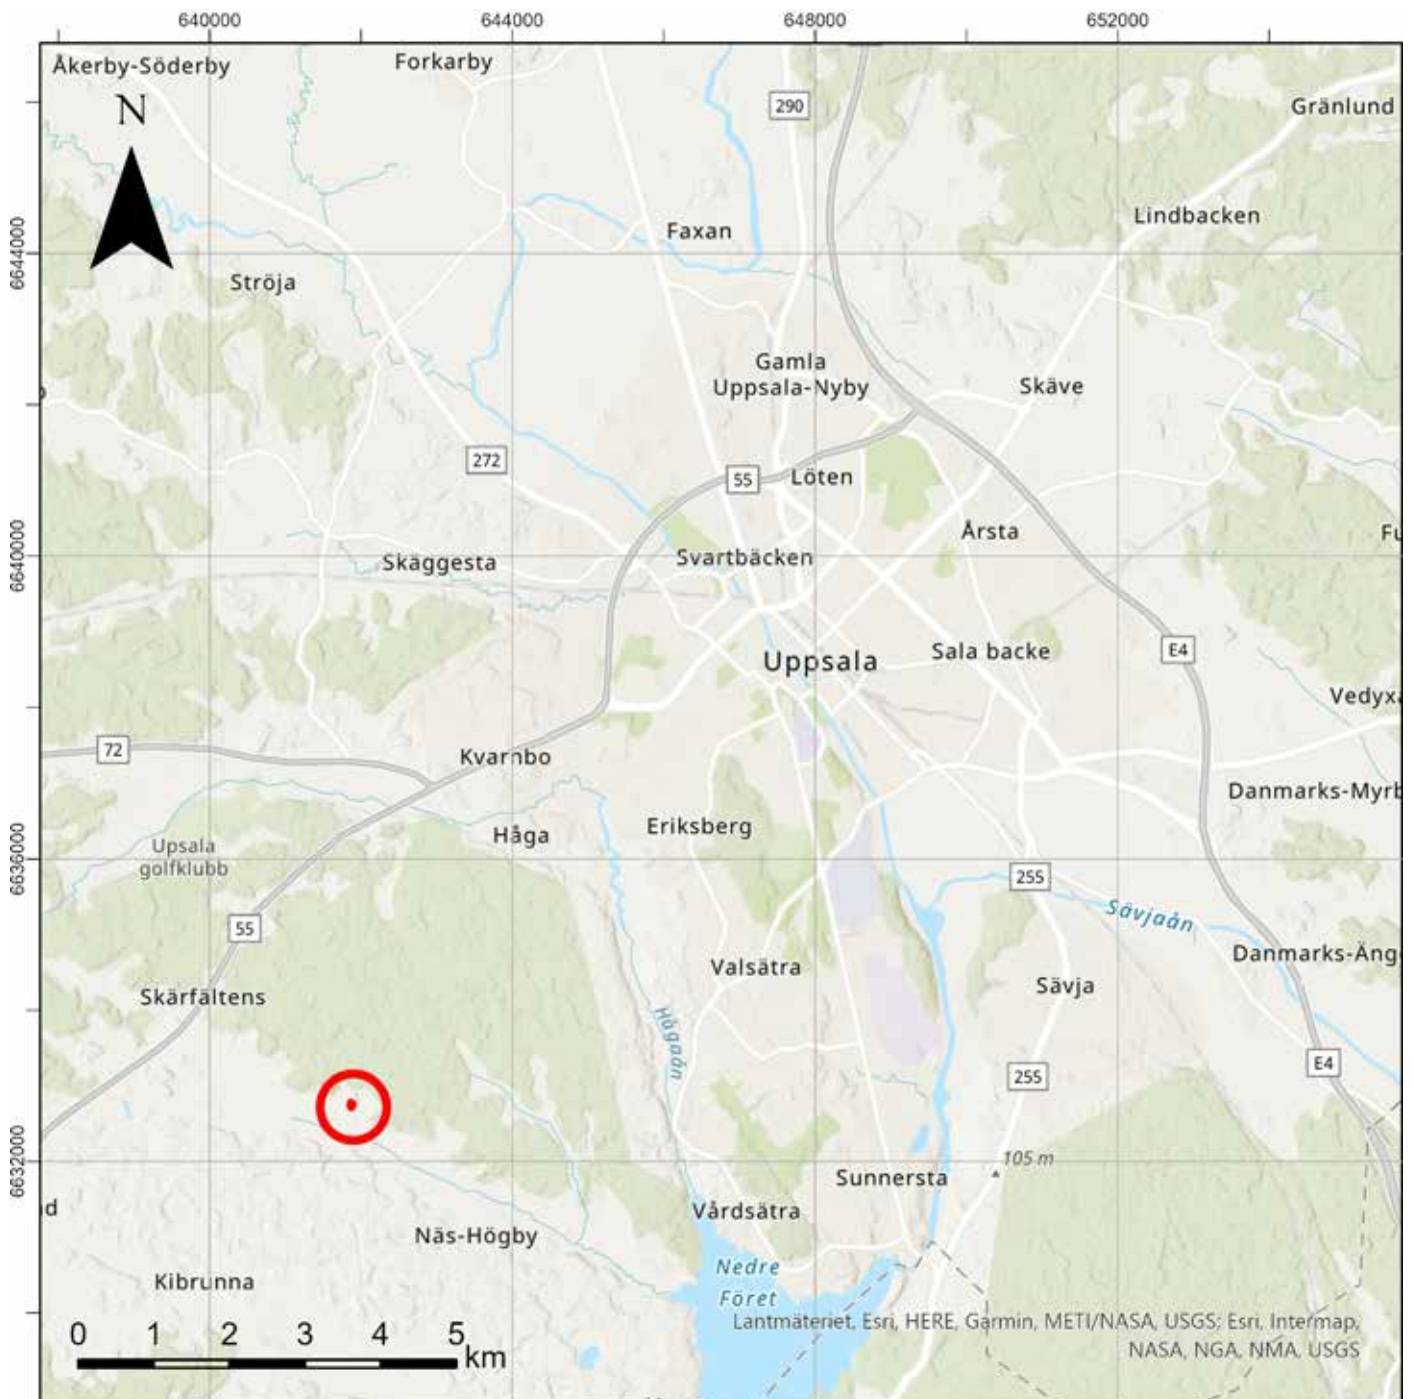 640000
644000
648000
652000
Åkerby-Söderby
Forkarby
N
290
Gränlund
Lindbacken
Faxan
6644000
Ströja
Gamla
Uppsala-Nyby
Skäve
272
55
Löten
Årsta
Fu
Svartbäcken
Skäggesta
6640000
Uppsala
Sala backe
E4
Vedyxa
72
Kvarnbo
Danmarks-Myrb
Håga
Eriksberg
Upsala
golfklubb
6636000
255
Sävjaån
55
Danmarks-Äng
Valsätra
Skärfältens
Sävja
Hågaån
255
E4
105 m
6632000
Sunnersta
d
Vårdsätra
Näs-Högby
Nedre
Föret
Kibrunna
Lantmäteriet, Esri, HERE, Garmin, METI/NASA, USGS; Esri, Intermap,
NASA, NGA, NMA, USGS
0 1 2 3 4 5
km